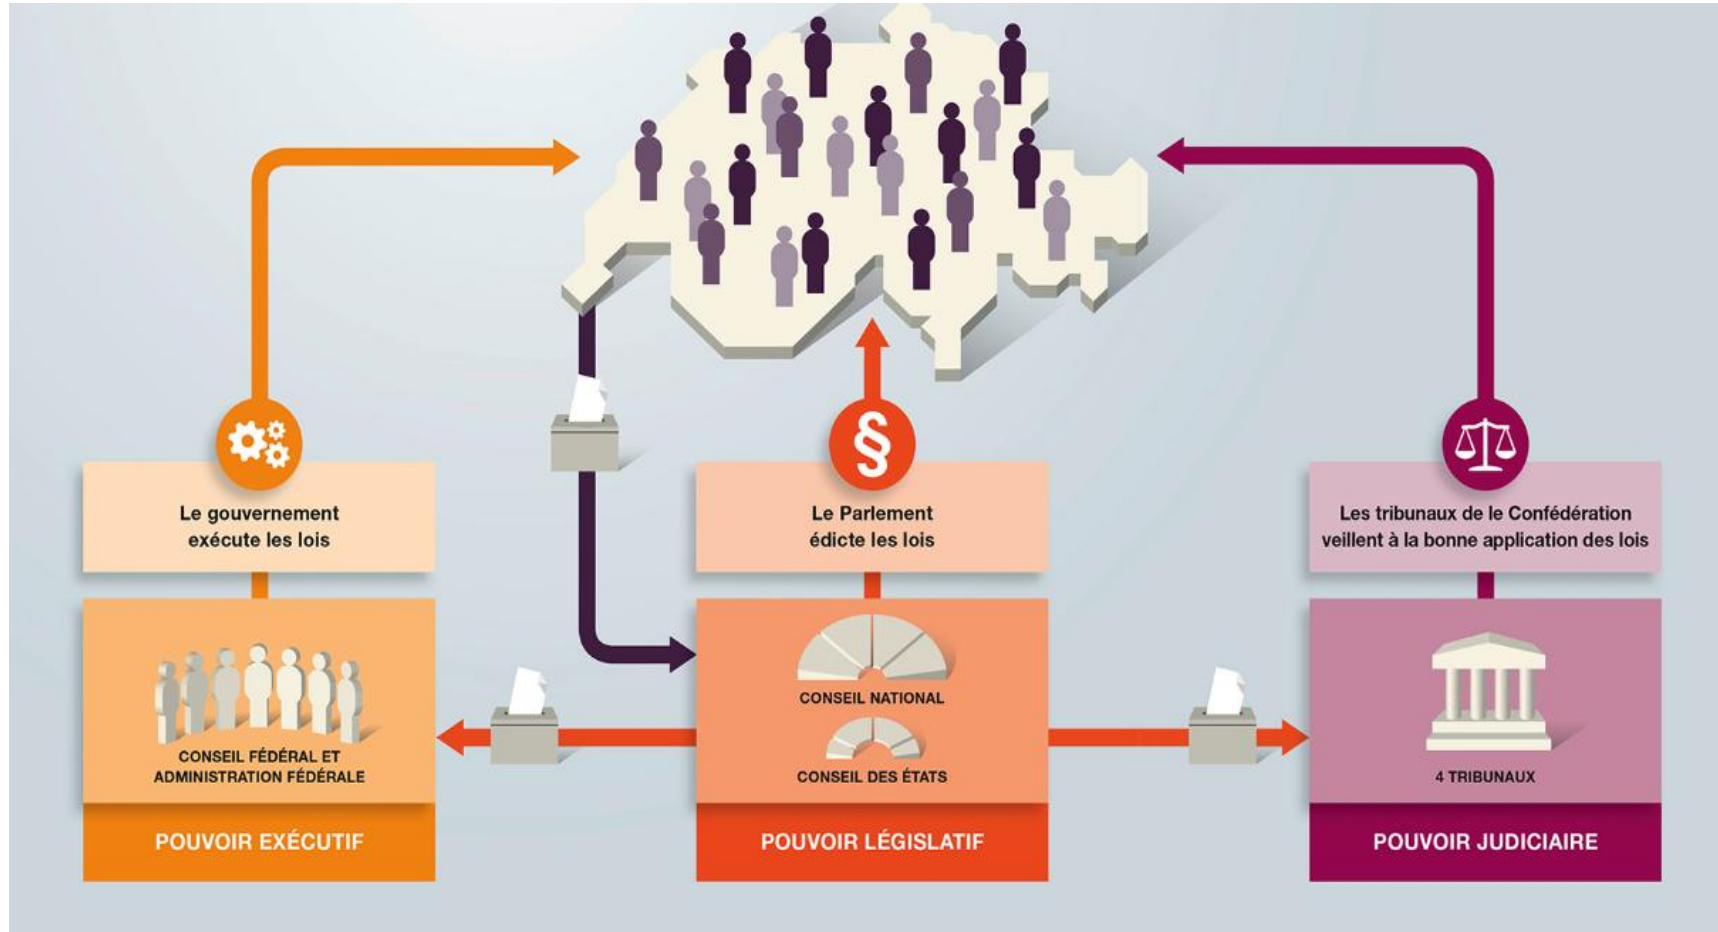 §
Le gouvernement
exécute les lois
Le Parlement
édicte les lois
Les tribunaux de le Confédération
veillent à la bonne application des lois
CONSEIL FÉDÉRAL ET
ADMINISTRATION FÉDÉRALE
CONSEIL NATIONAL
CONSEIL DES ÉTATS
4 TRIBUNAUX
POUVOIR EXÉCUTIF
POUVOIR LÉGISLATIF
POUVOIR JUDICIAIRE